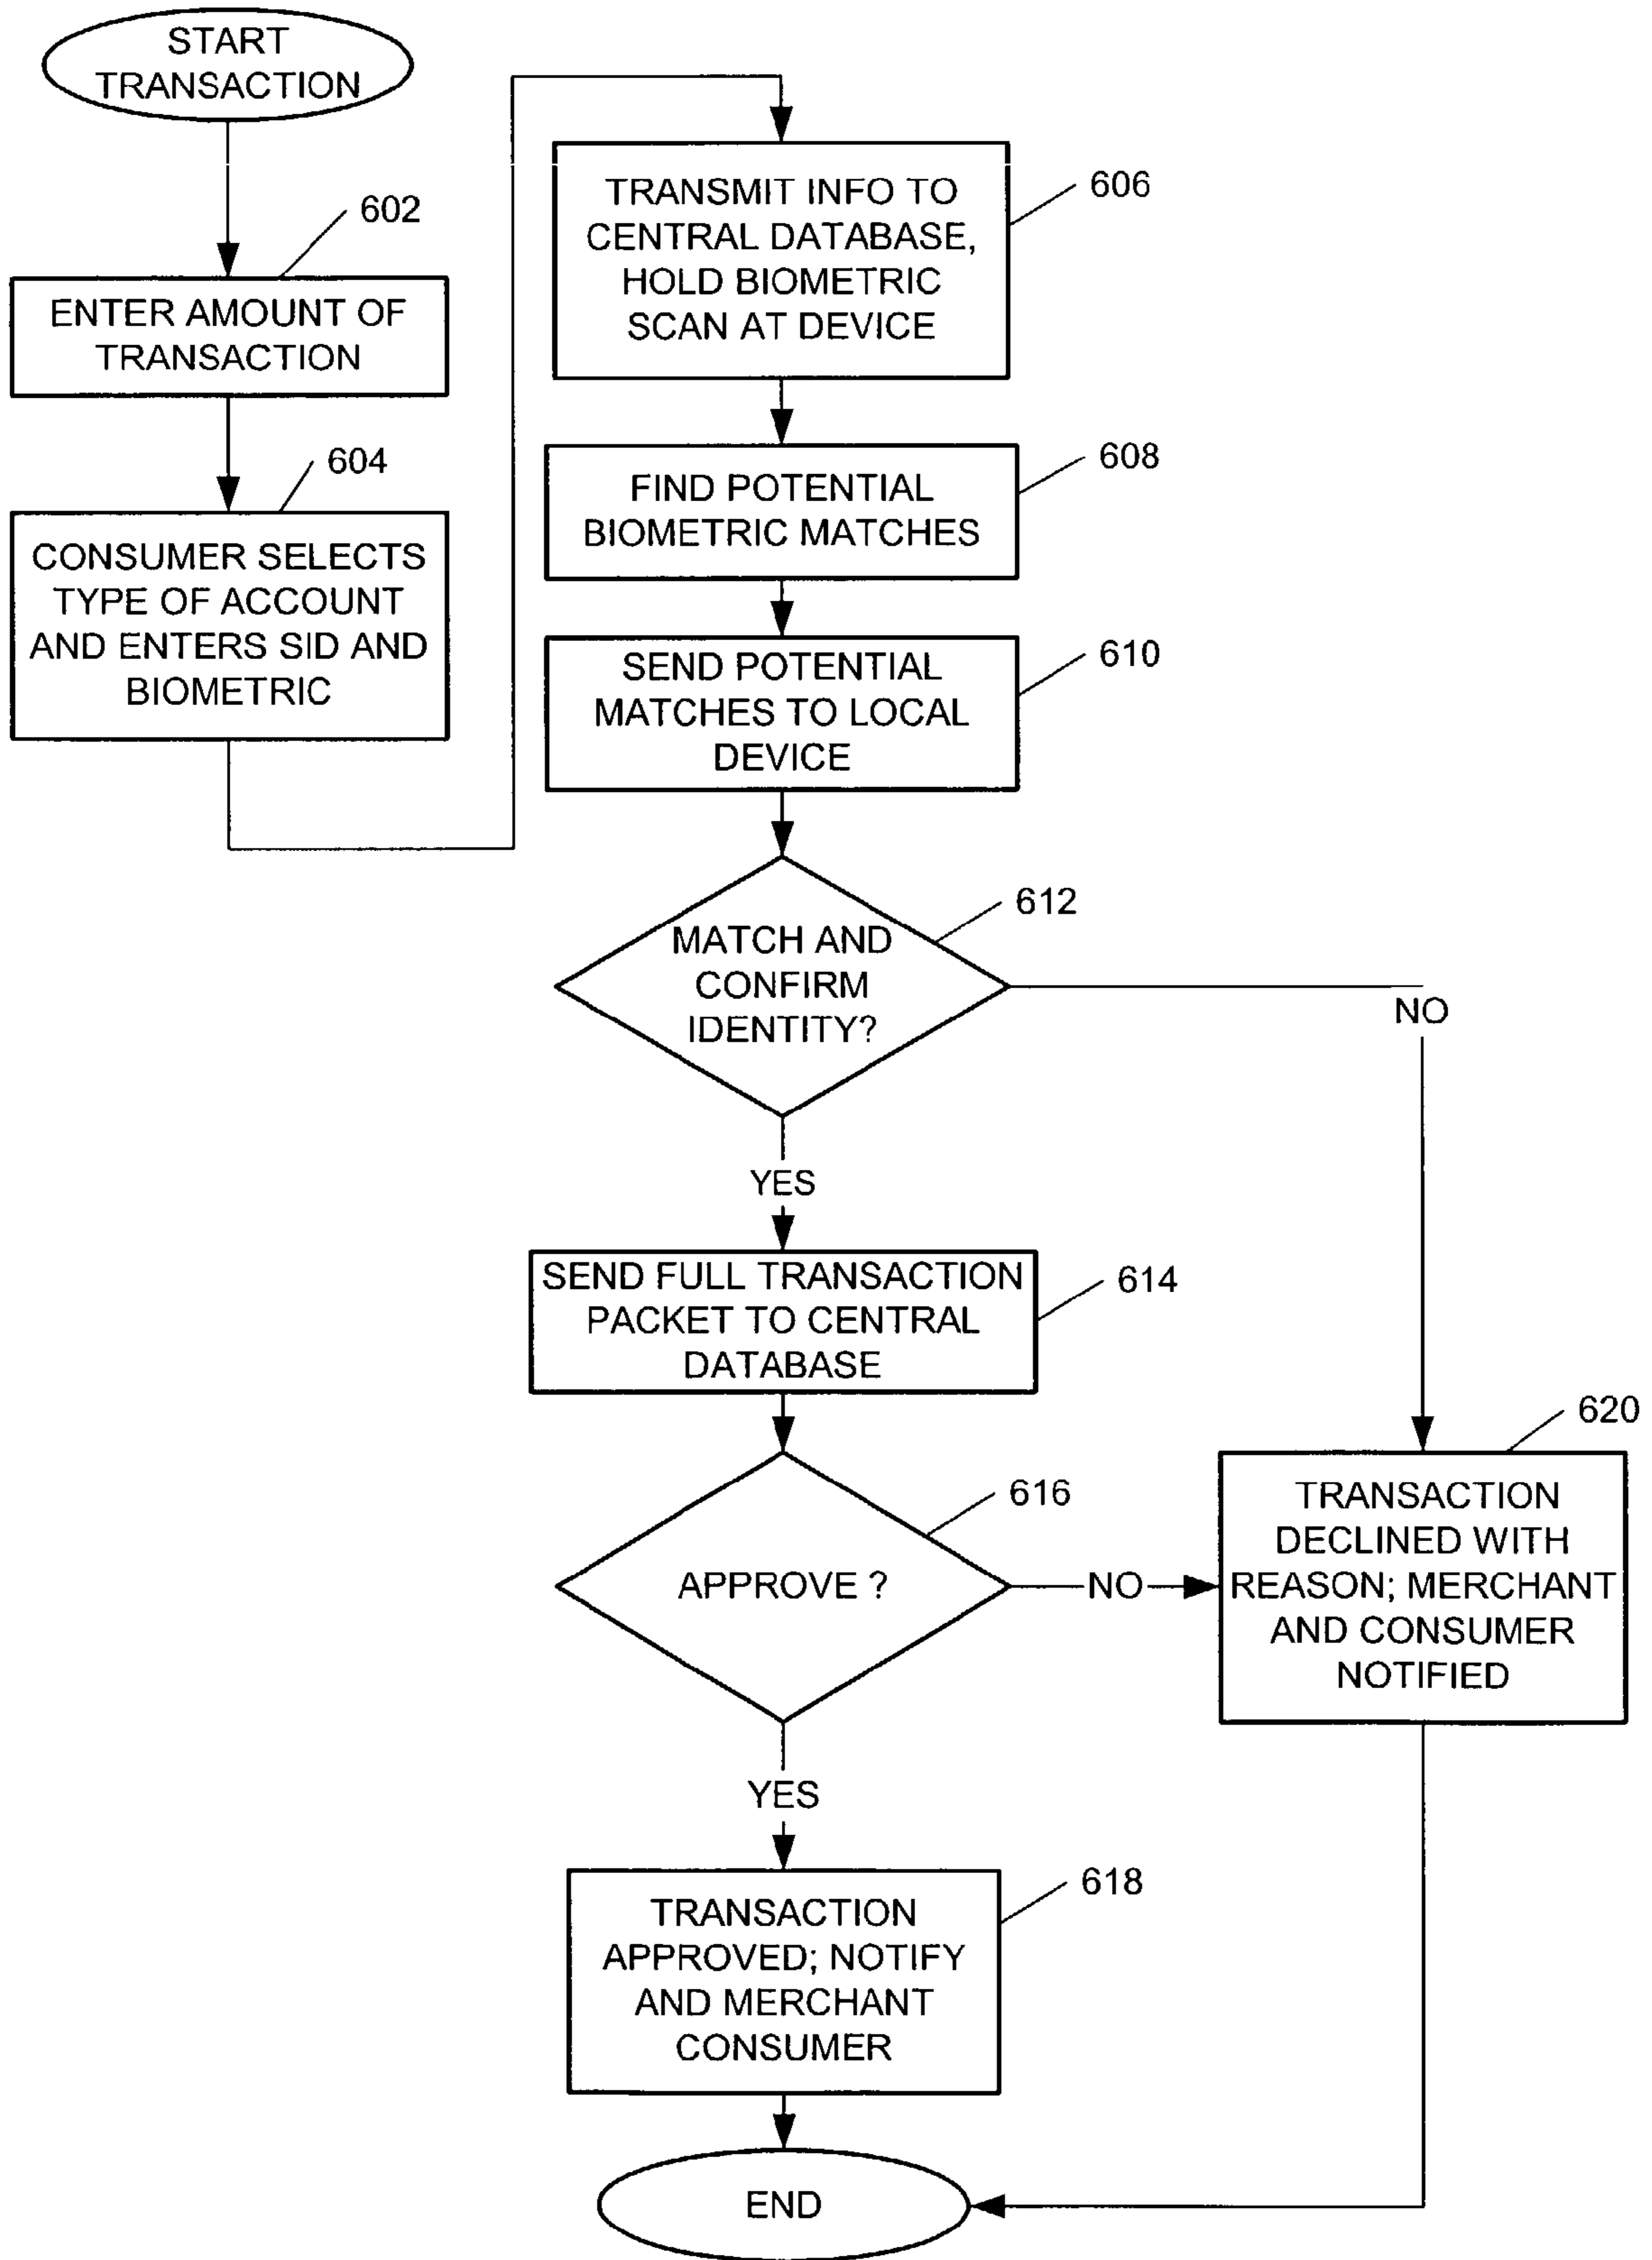 START
TRANSACTION
602
ENTER AMOUNT OF
TRANSACTION
604
CONSUMER SELECTS
TYPE OF ACCOUNT
AND ENTERS SID AND
BIOMETRIC
606
TRANSMIT INFO TO
CENTRAL DATABASE,
HOLD BIOMETRIC
SCAN AT DEVICE
608
FIND POTENTIAL
BIOMETRIC MATCHES
610
SEND POTENTIAL
MATCHES TO LOCAL
DEVICE
612
MATCH AND
CONFIRM
IDENTITY?
NO
YES
614
SEND FULL TRANSACTION
PACKET TO CENTRAL
DATABASE
616
APPROVE ?
NO
620
TRANSACTION
DECLINED WITH
REASON; MERCHANT
AND CONSUMER
NOTIFIED
YES
618
TRANSACTION
APPROVED; NOTIFY
AND MERCHANT
CONSUMER
END